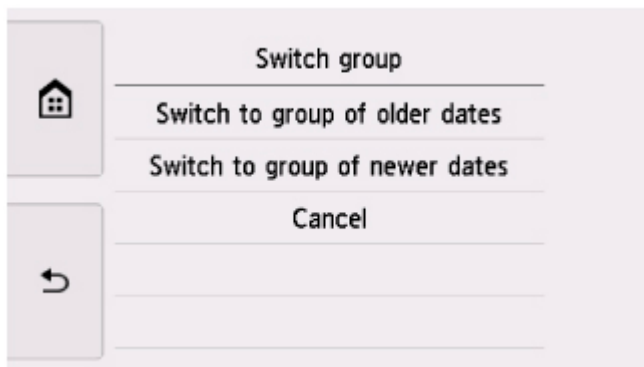 Switch group
Switch to group of older dates
Switch to group of newer dates
Cancel